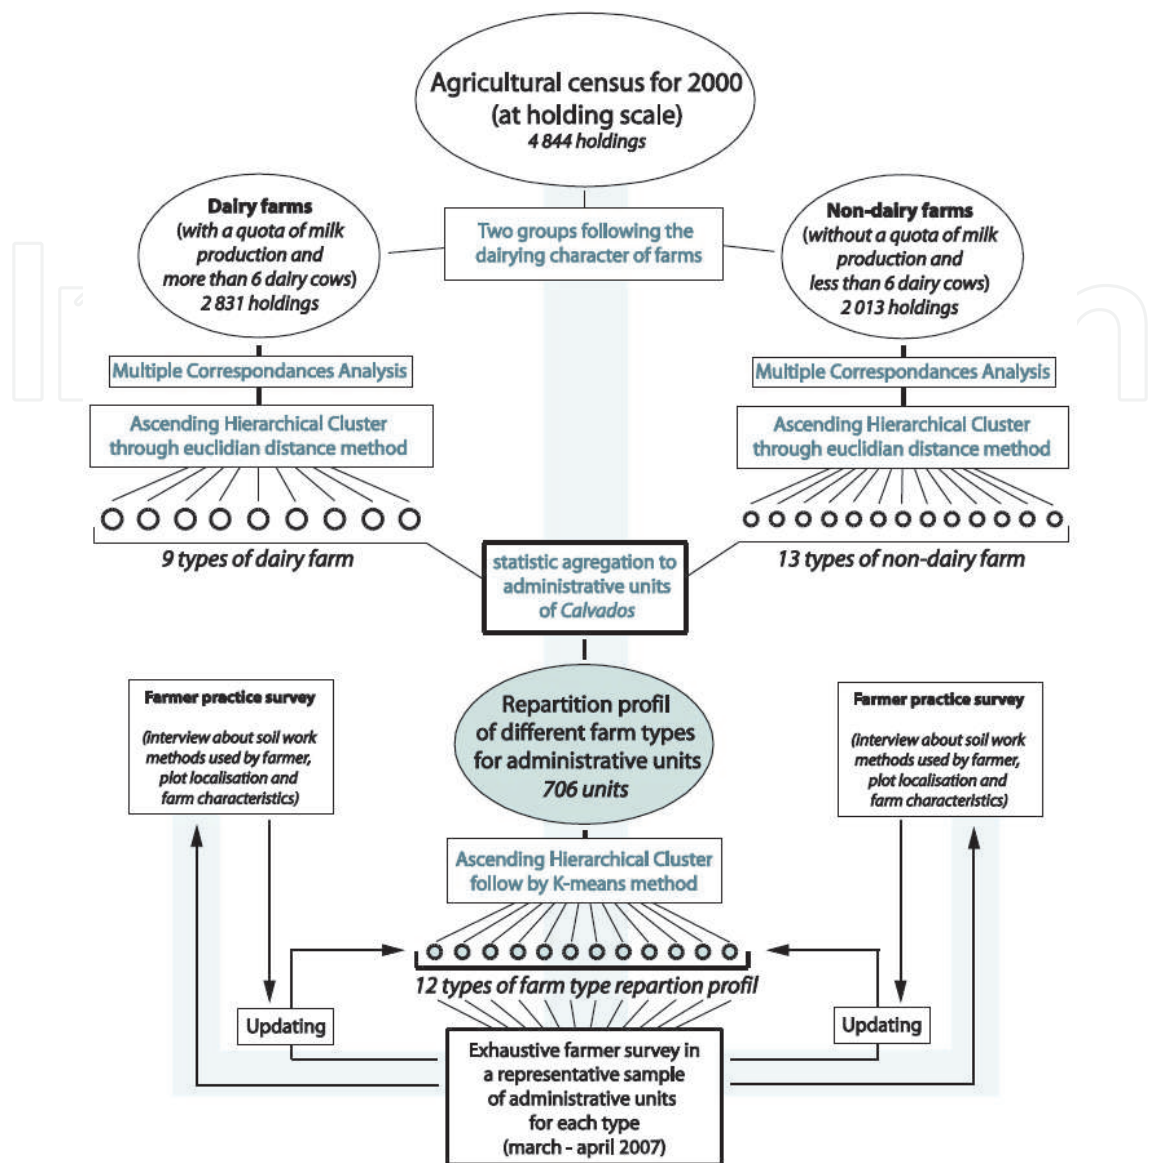 Agricultural census for 2000
(at holding scale)
4 844 holdings
Dairy farms
(with a quota of milk
production and
more than 6 dairy cows)
2 831 holdings
Two groups following the
dairying character of farms
Non-dairy farms
(without a quota of milk
production and
less than 6 dairy cows)
2 013 holdings
Multiple Correspondances Analysis
Multiple Correspondances Analysis
Ascending Hierarchical Cluster
through euclidian distance method
Ascending Hierarchical Cluster
through euclidian distance method
9 types of dairy farm
13 types of non-dairy farm
statistic agregation to
administrative units
of Calvados
Repartition profil
of different farm types
for administrative units
706 units
Farmer practice survey
(interview about soil work
methods used by farmer,
plot localisation and
farm characteristics)
Farmer practice survey
(interview about soil work
methods used by farmer,
plot localisation and
farm characteristics)
Ascending Hierarchical Cluster
follow by K-means method
12 types of farm type repartion profil
Updating
Updating
Exhaustive farmer survey in
a representative sample
of administrative units
for each type
(march - april 2007)